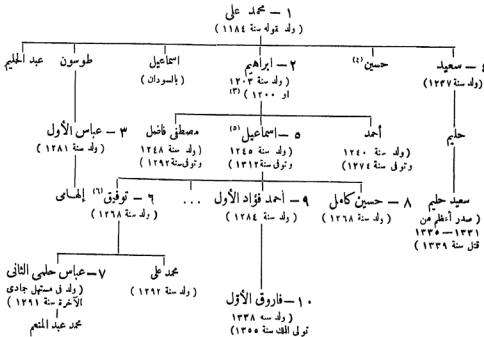 ١ – محمد على
( ولد بقوله سنة ١١٨٤ )
٤ – سعيد
( ولد سنة ١٢٣٧ )
حسين (٤)
٢ – ابراهيم
( ولد سنة ١٢٠٣
او ١٢٠٠ ) (٣)
اسماعيل
( بالسودان )
طوسون
عبد الحليم
حليم
أحمد
( ولد سنة ١٢٤٠
وتوفى سنة ١٢٧٤ )
٥ – إسماعيل (٥)
( ولد سنة ١٢٤٥
وتوفى سنة ١٣١٢ )
مصطفى فاضل
( ولد سنة ١٢٤٨
وتوفى سنة ١٢٩٢ )
٣ – عباس الأول
( ولد سنة ١٢٨١ )
سعيد حليم
( صدر أعظم من
١٣٣١ – ١٣٣٥
قتل سنة ١٣٣٩ )
٨ – حسين كامل
( ولد سنة ١٢٦٨ )
٩ – أحمد فؤاد الأول
( ولد سنة ١٢٨٤ )
...
٦ – توفيق (٦)
( ولد سنة ١٢٦٨ )
إلهامى
١٠ – فاروق الأول
( ولد سنه ١٣٣٨
تولى الملك سنة ١٣٥٥ )
محمد على
( ولد سنة ١٢٩٢ )
٧ – عباس حلمى الثانى
( ولد فى مستهل جمادى
الآخرة سنة ١٢٩١ )
محمد عبد المنعم